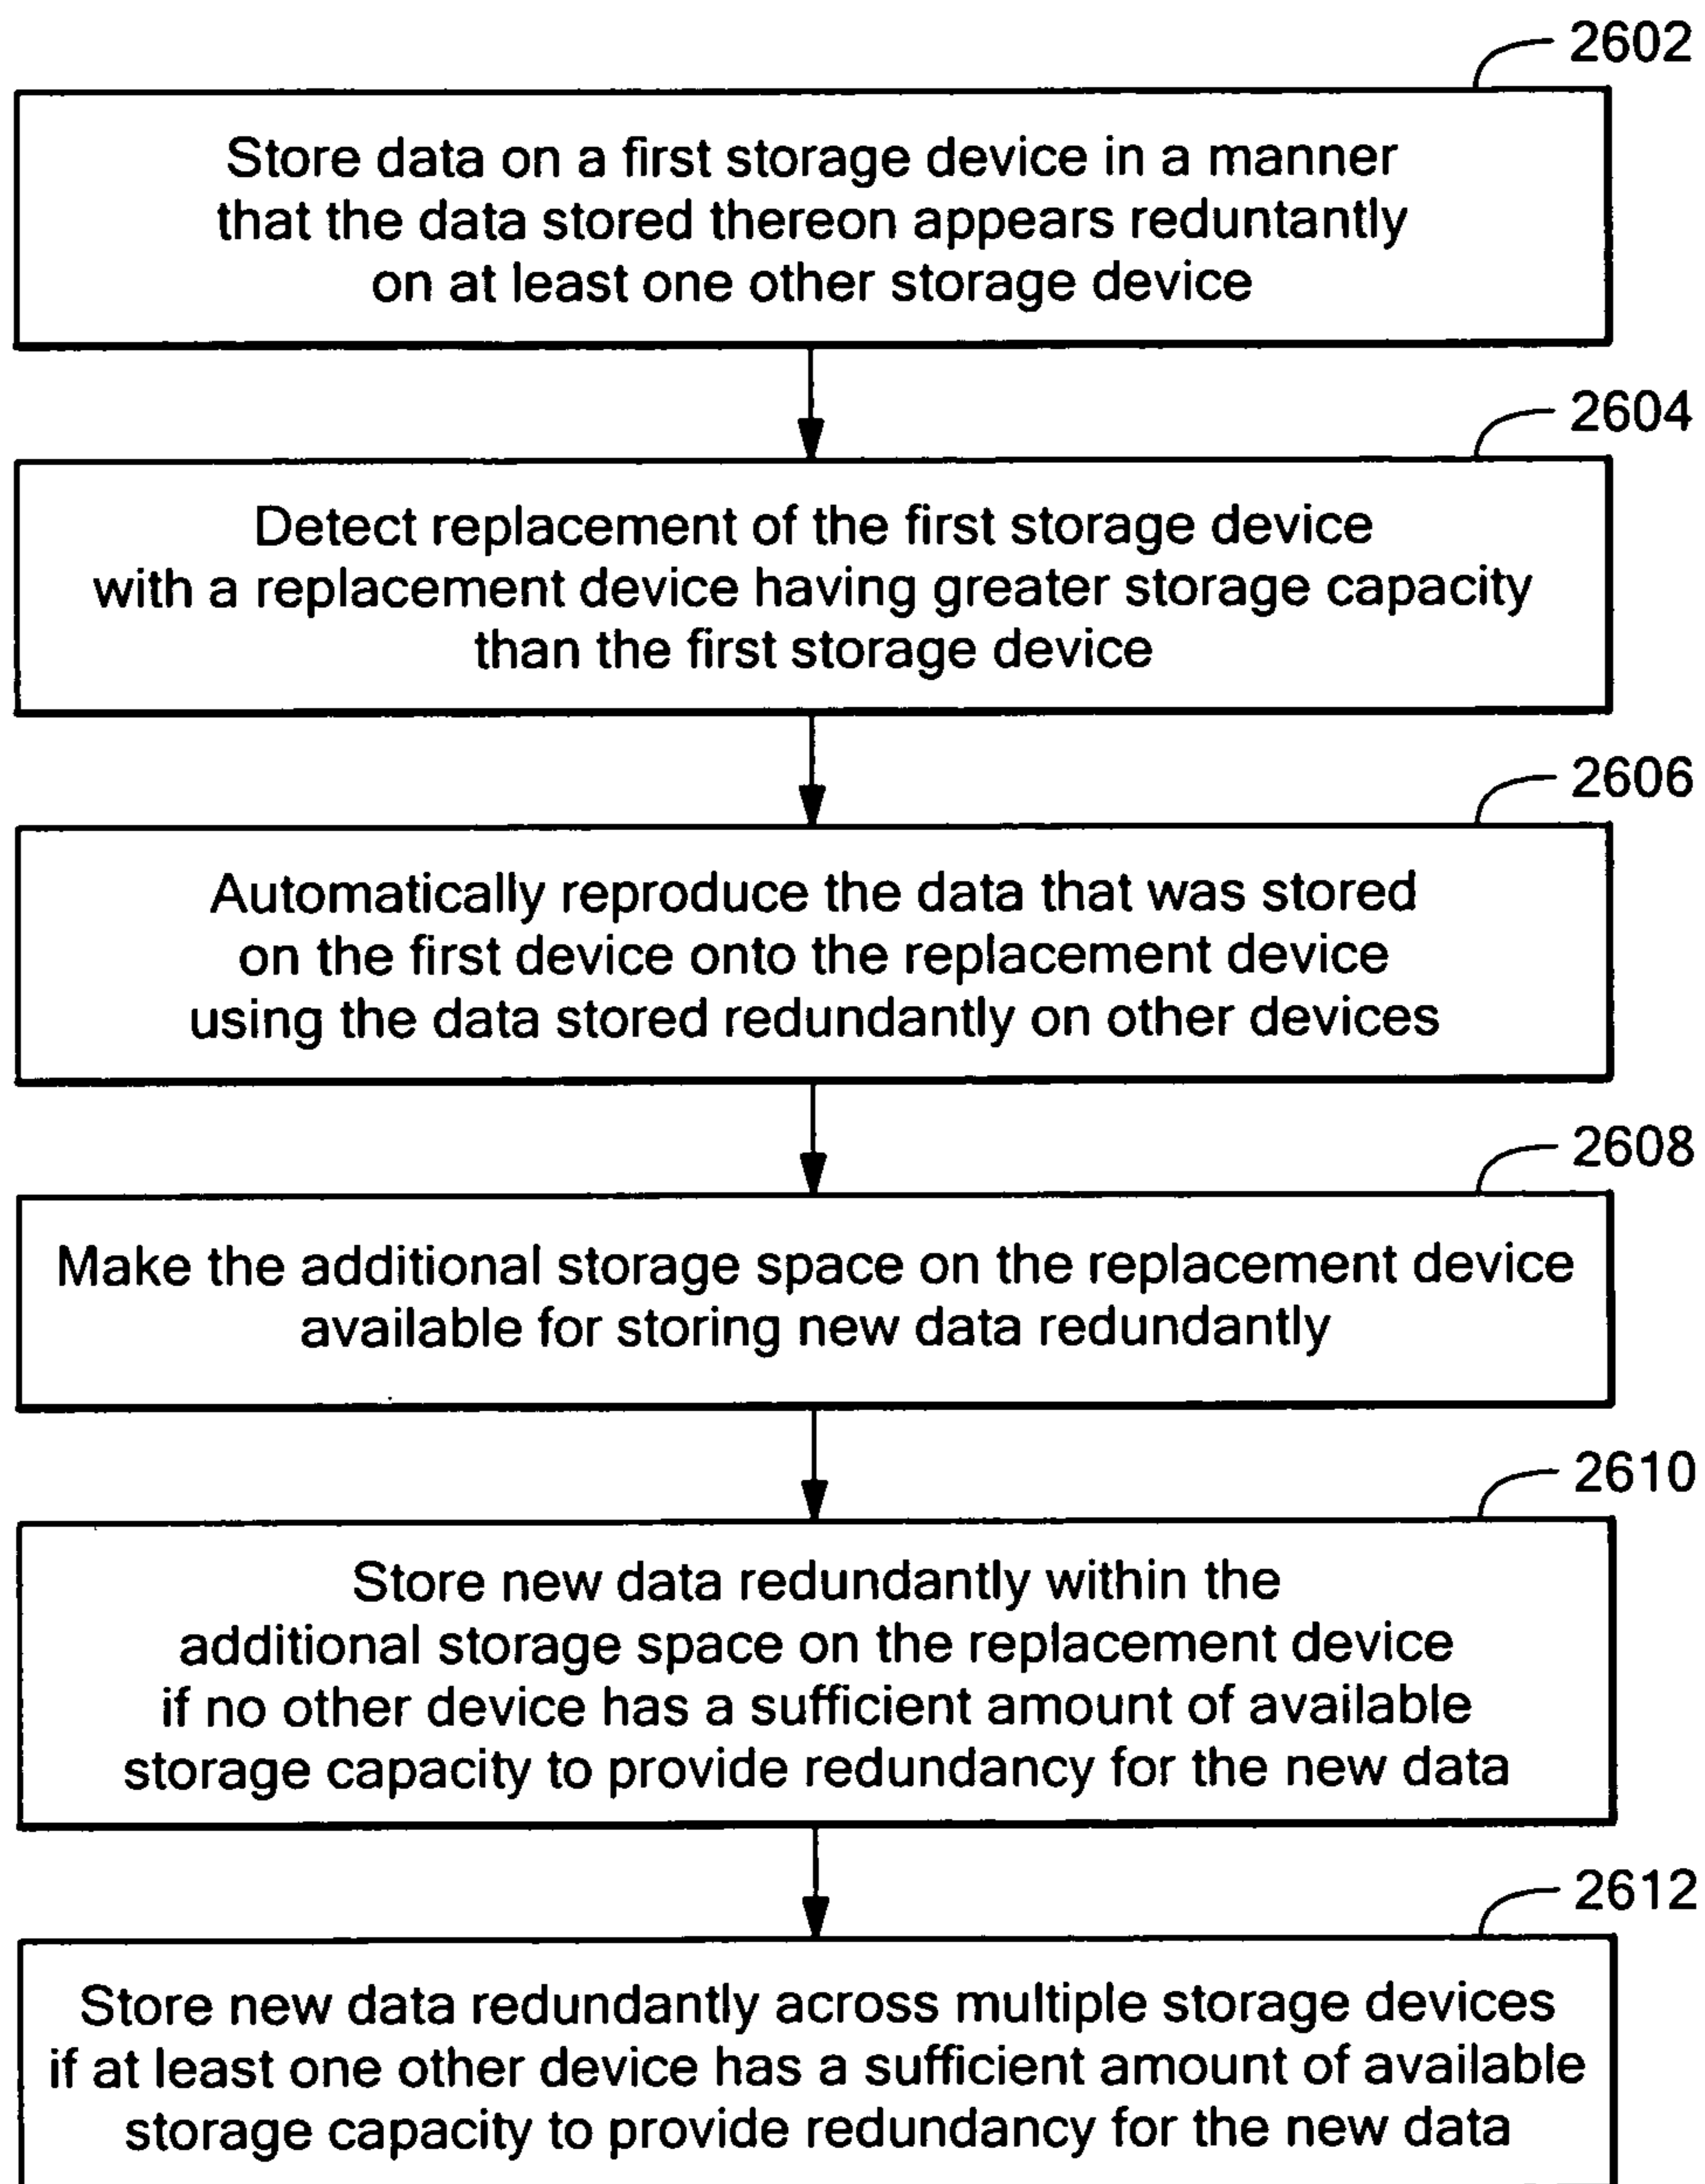 2602
Store data on a first storage device in a manner
that the data stored thereon appears reduntantly
on at least one other storage device
2604
Detect replacement of the first storage device
with a replacement device having greater storage capacity
than the first storage device
2606
Automatically reproduce the data that was stored
on the first device onto the replacement device
using the data stored redundantly on other devices
2608
Make the additional storage space on the replacement device
available for storing new data redundantly
2610
Store new data redundantly within the
additional storage space on the replacement device
if no other device has a sufficient amount of available
storage capacity to provide redundancy for the new data
2612
Store new data redundantly across multiple storage devices
if at least one other device has a sufficient amount of available
storage capacity to provide redundancy for the new data